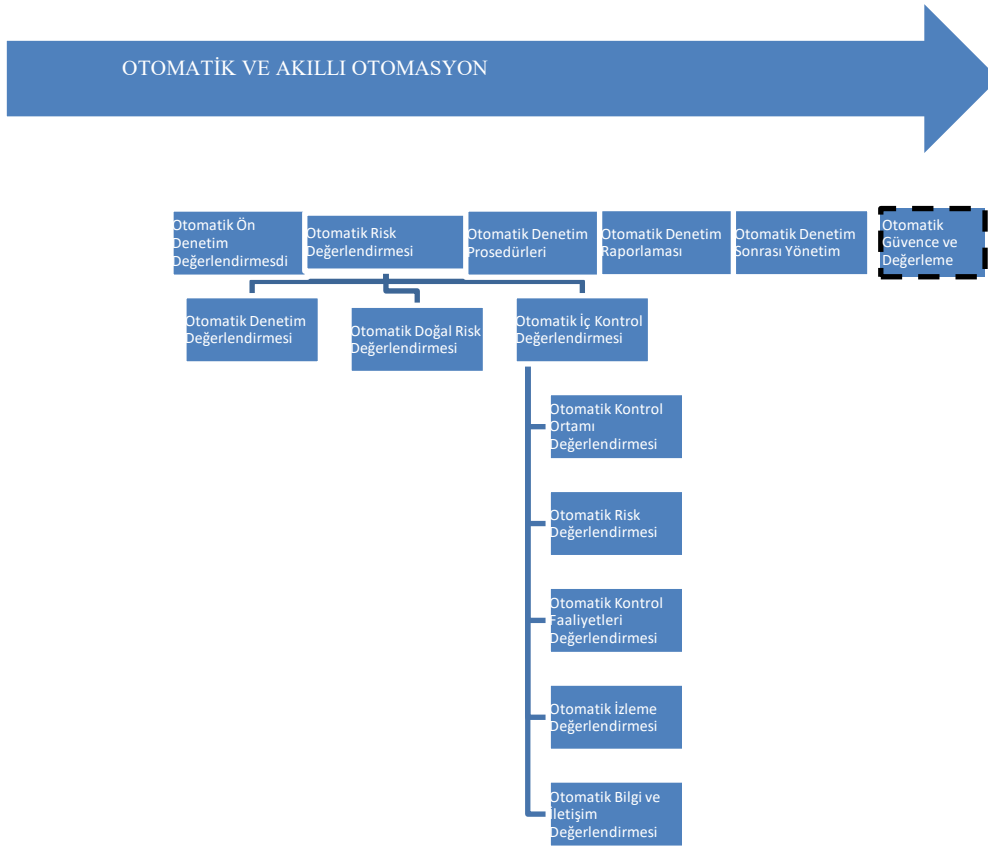 OTOMATİK VE AKILLI OTOMASYON
Otomatik Ön
Denetim
Değerlendirmesdi
Otomatik Risk
Değerlendirmesi
Otomatik Denetim
Prosedürleri
Otomatik Denetim
Raporlaması
Otomatik Denetim
Sonrası Yönetim
Otomatik
Güvence ve
Değerleme
Otomatik Denetim
Değerlendirmesi
Otomatik Doğal Risk
Değerlendirmesi
Otomatik İç Kontrol
Değerlendirmesi
Otomatik Kontrol
Ortamı
Değerlendirmesi
Otomatik Risk
Değerlendirmesi
Otomatik Kontrol
Faaliyetleri
Değerlendirmesi
Otomatik İzleme
Değerlendirmesi
Otomatik Bilgi ve
İletişim
Değerlendirmesi